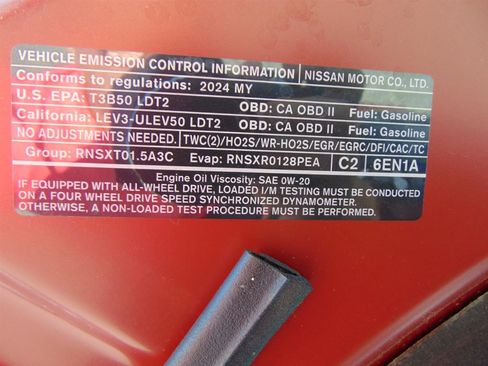 VEHICLE EMISSION CONTROL INFORMATION NISSAN MOTOR CO., LTD.
Conforms to regulations: 2024 MY
U.S. EPA: T3B50 LDT2 OBD: CA OBD II Fuel: Gasoline
California: LEV3-ULEV50 LDT2 OBD: CA OBD II Fuel: Gasoline
NO ADJUSTMENTS NEEDED. TWC(2)/HO2S/WR-HO2S/EGR/EGRC/DFI/CAC/TC
Group: RNSXT01.5A3C Evap: RNSXR0128PEA C2 6EN1A
Engine Oil Viscosity: SAE 0W-20
IF EQUIPPED WITH ALL-WHEEL DRIVE, LOADED I/M TESTING MUST BE CONDUCTED
ON A FOUR WHEEL DRIVE SPEED SYNCHRONIZED DYNAMOMETER.
OTHERWISE, A NON-LOADED TEST PROCEDURE MUST BE PERFORMED.